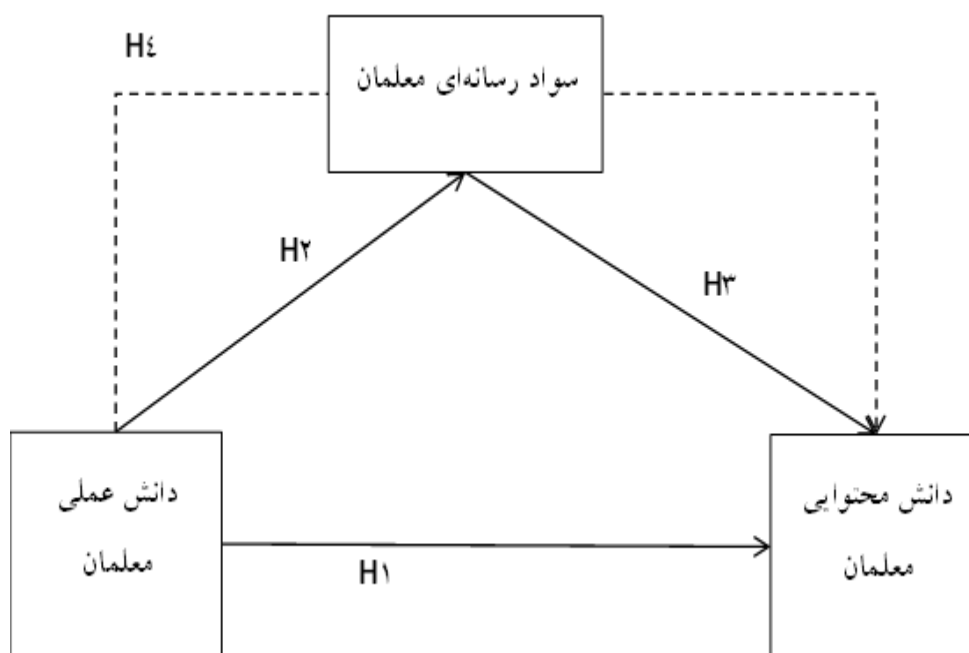 H٤
سواد رسانه‌ای معلمان
H٢
H٣
دانش عملی
معلمان
دانش محتوایی
معلمان
H١